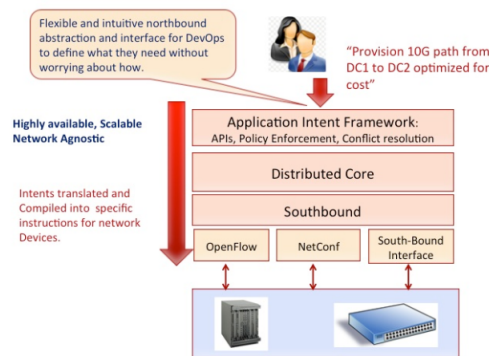 Flexible and intuitive northbound
abstraction and interface for DevOps
to define what they need without
worrying about how.
"Provision 10G path from
DC1 to DC2 optimized for
cost"
Highly available, Scalable
Network Agnostic
Application Intent Framework:
APIs, Policy Enforcement, Conflict resolution
Distributed Core
Intents translated and
Compiled into specific
instructions for network
Devices.
Southbound
OpenFlow
NetConf
South-Bound
Interface